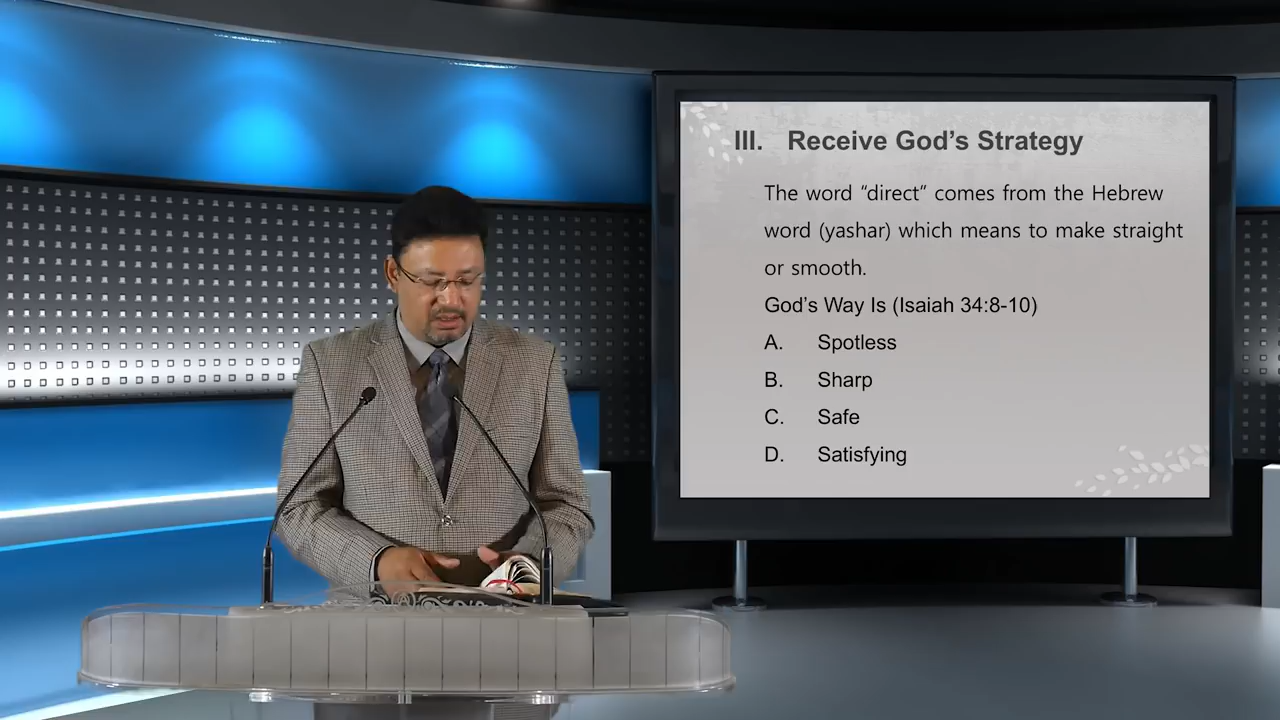 III. Receive God's Strategy
The word “direct” comes from the Hebrew
word (yashar) which means to make straight
or smooth.
God's Way Is (Isaiah 34:8-10)
A. Spotless
B. Sharp
C. Safe
D. Satisfying